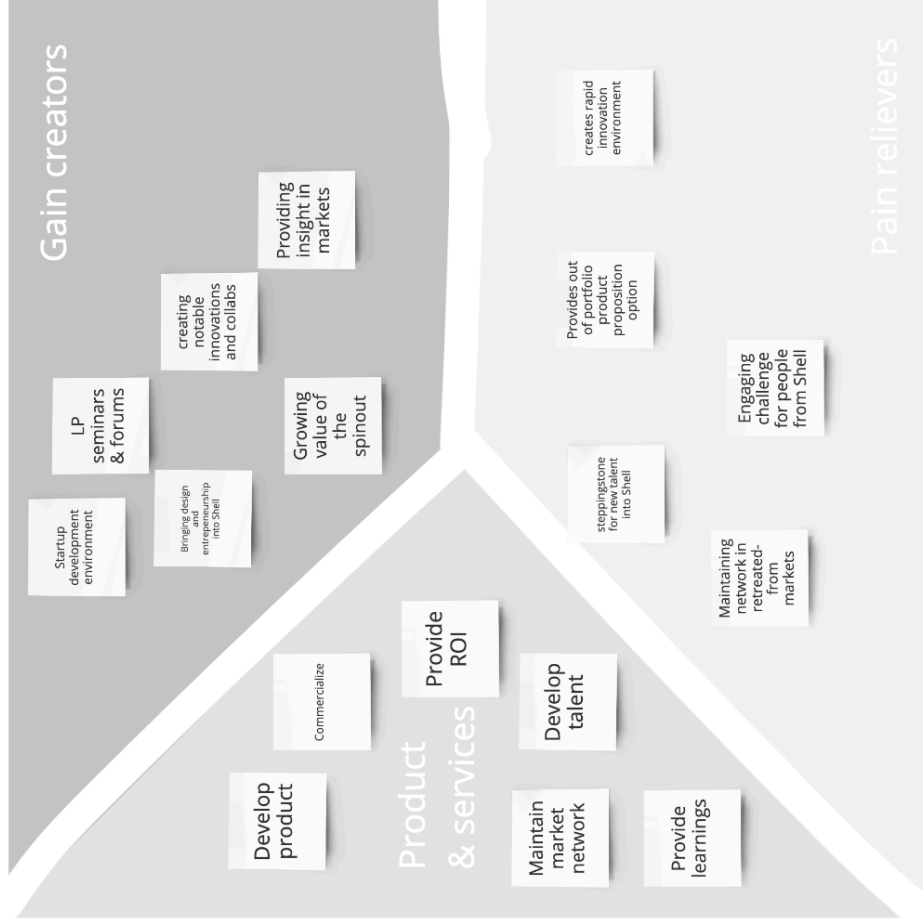 Gain creators
Startup
development
environment
LP
seminars
& forums
Bringing design
and
entrepeneurship
into Shell
creating
notable
innovations
and collabs
Providing
insight in
markets
Growing
value of
the
spinout
Product
& services
Develop
product
Commercialize
Provide
ROI
Maintain
market
network
Develop
talent
Provide
learnings
Pain relievers
creates rapid
innovation
environment
Provides out
of portfolio
product
proposition
option
steppingstone
for new talent
into Shell
Engaging
challenge
for people
from Shell
Maintaining
network in
retreated-
from
markets